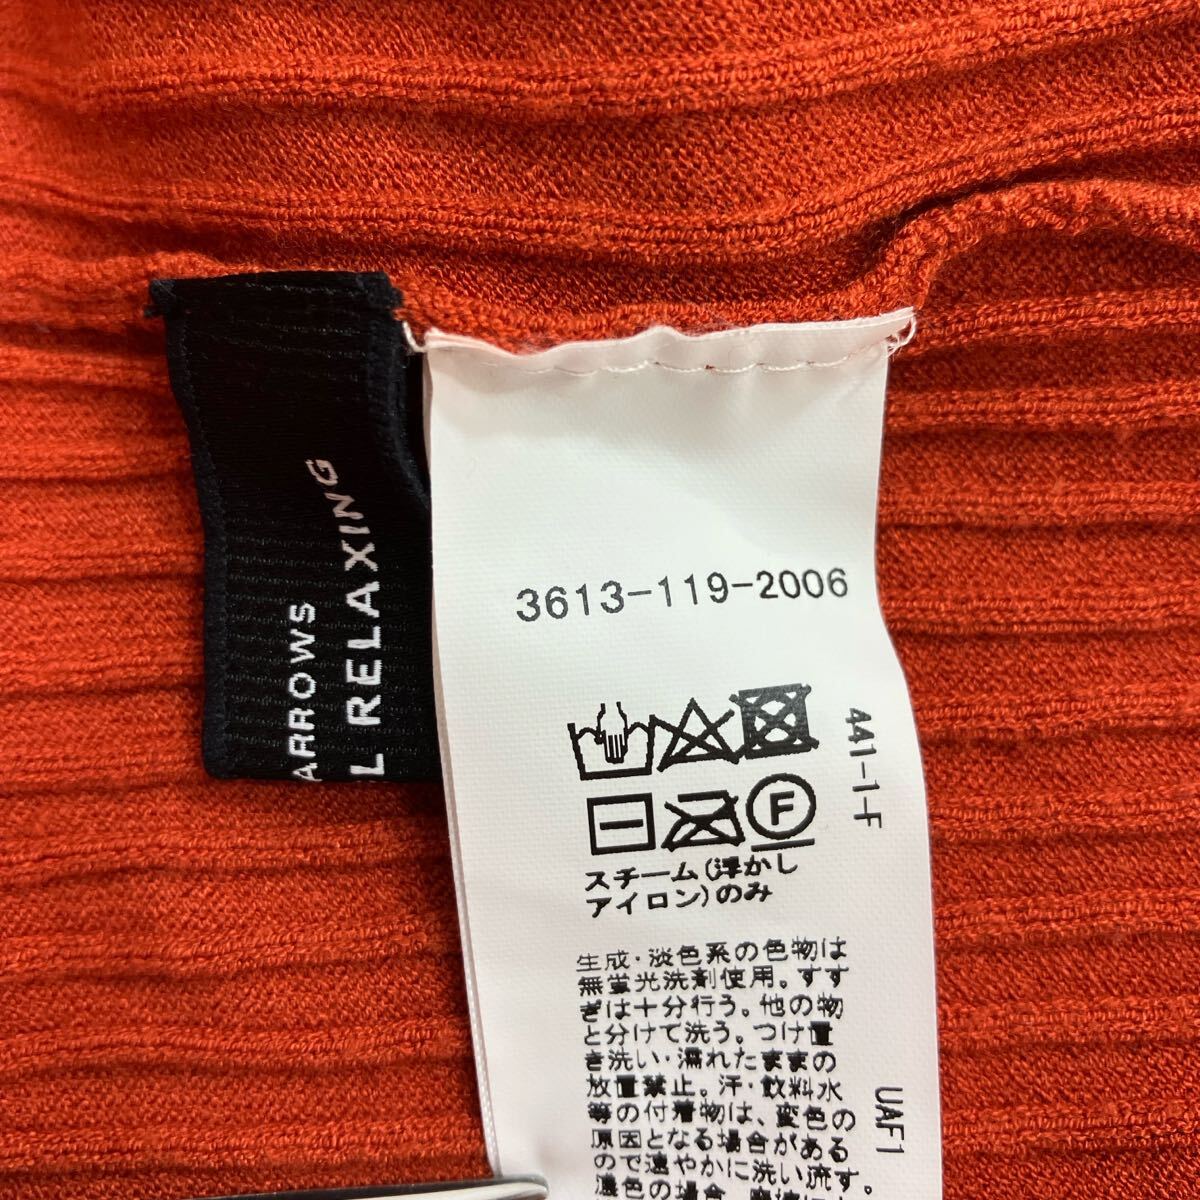 ARROWS
L RELAXING
3613-119-2006
441-1-F
F
スチーム(浮かし
アイロン)のみ
生成・淡色系の色物は
無蛍光洗剤使用。すす
ぎは十分行う。他の物
と分けて洗う。つけ置
き洗い・濡れたままの
放置禁止。汗・飲料水
等の付着物は、変色の
原因となる場合がある
ので速やかに洗い流す。
濃色の場合
UAF1